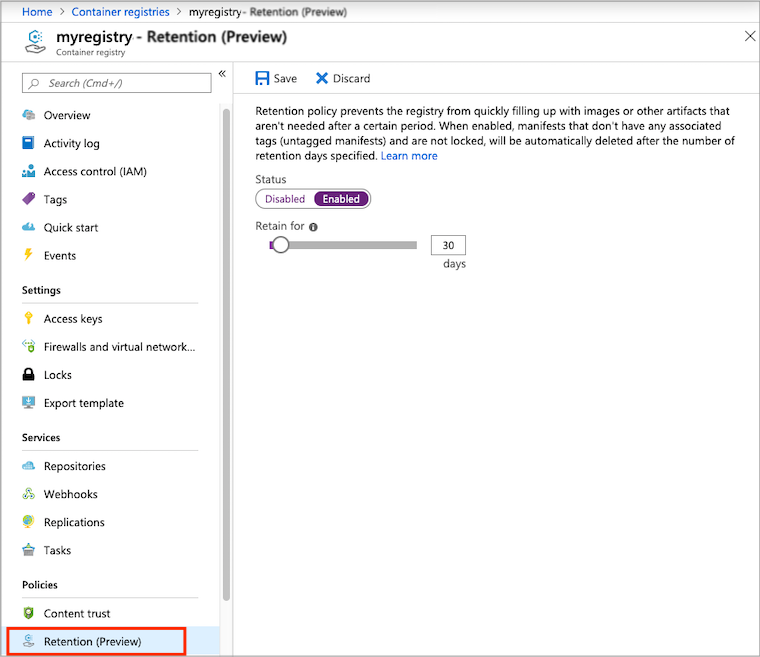 Home > Container registries > myregistry - Retention (Preview)
myregistry - Retention (Preview)
Container registry
Search (Cmd+/)
«
Overview
Activity log
Access control (IAM)
Tags
Quick start
Events
Settings
Access keys
Firewalls and virtual network...
Locks
Export template
Services
Repositories
Webhooks
Replications
Tasks
Policies
Content trust
Retention (Preview)
Save Discard
Retention policy prevents the registry from quickly filling up with images or other artifacts that
aren't needed after a certain period. When enabled, manifests that don't have any associated
tags (untagged manifests) and are not locked, will be automatically deleted after the number of
retention days specified. Learn more
Status
Disabled Enabled
Retain for
30
days